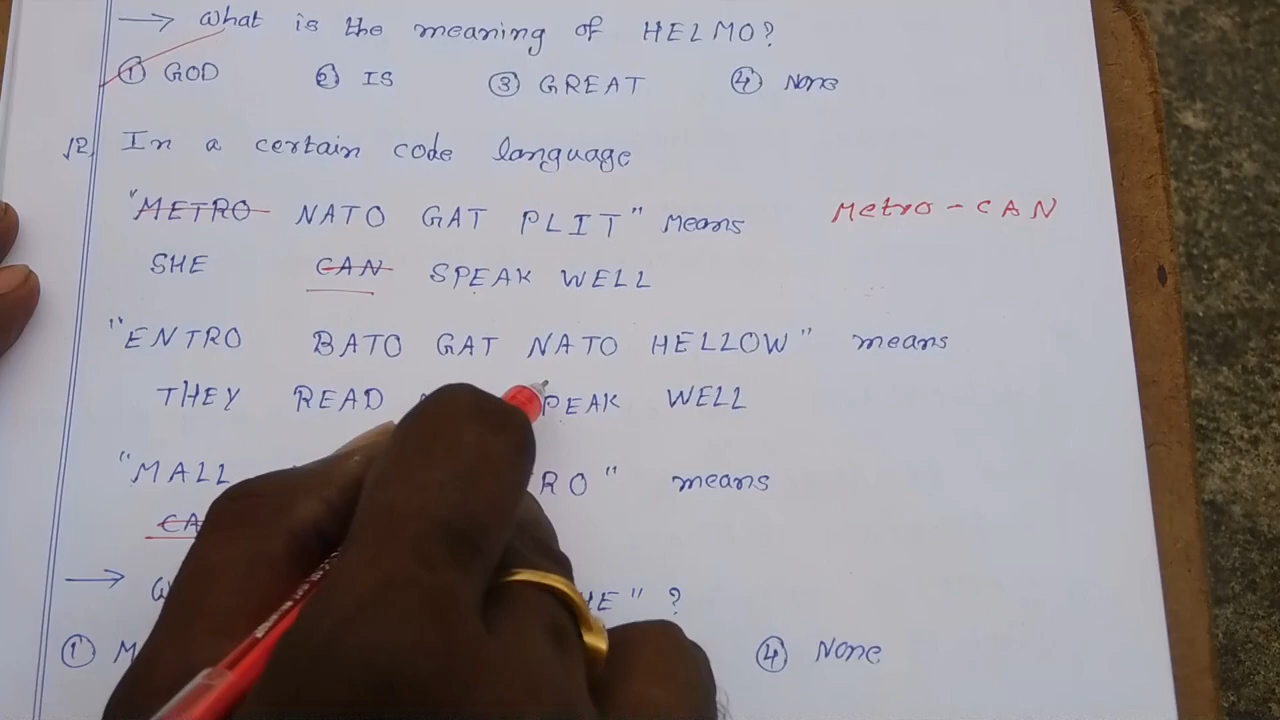 → What is the meaning of HELMO?
① GOD ② IS ③ GREAT ④ None
12. In a certain code language
"METRO NATO GAT PLIT" means Metro - CAN
SHE CAN SPEAK WELL
"ENTRO BATO GAT NATO HELLOW" means
THEY READ PEAK WELL
"MALL RO" means
CA
→ HE" ?
① M ④ None